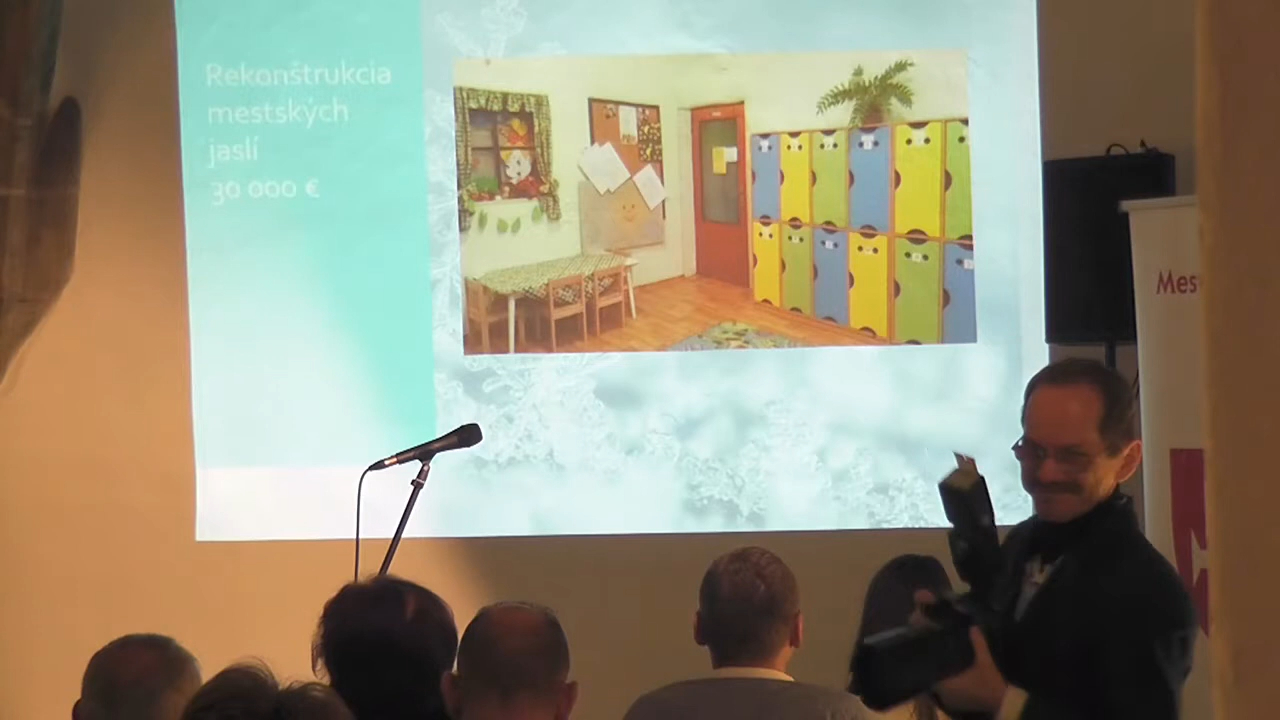 Rekonštrukcia
mestských
jaslí
30 000 €
Mes